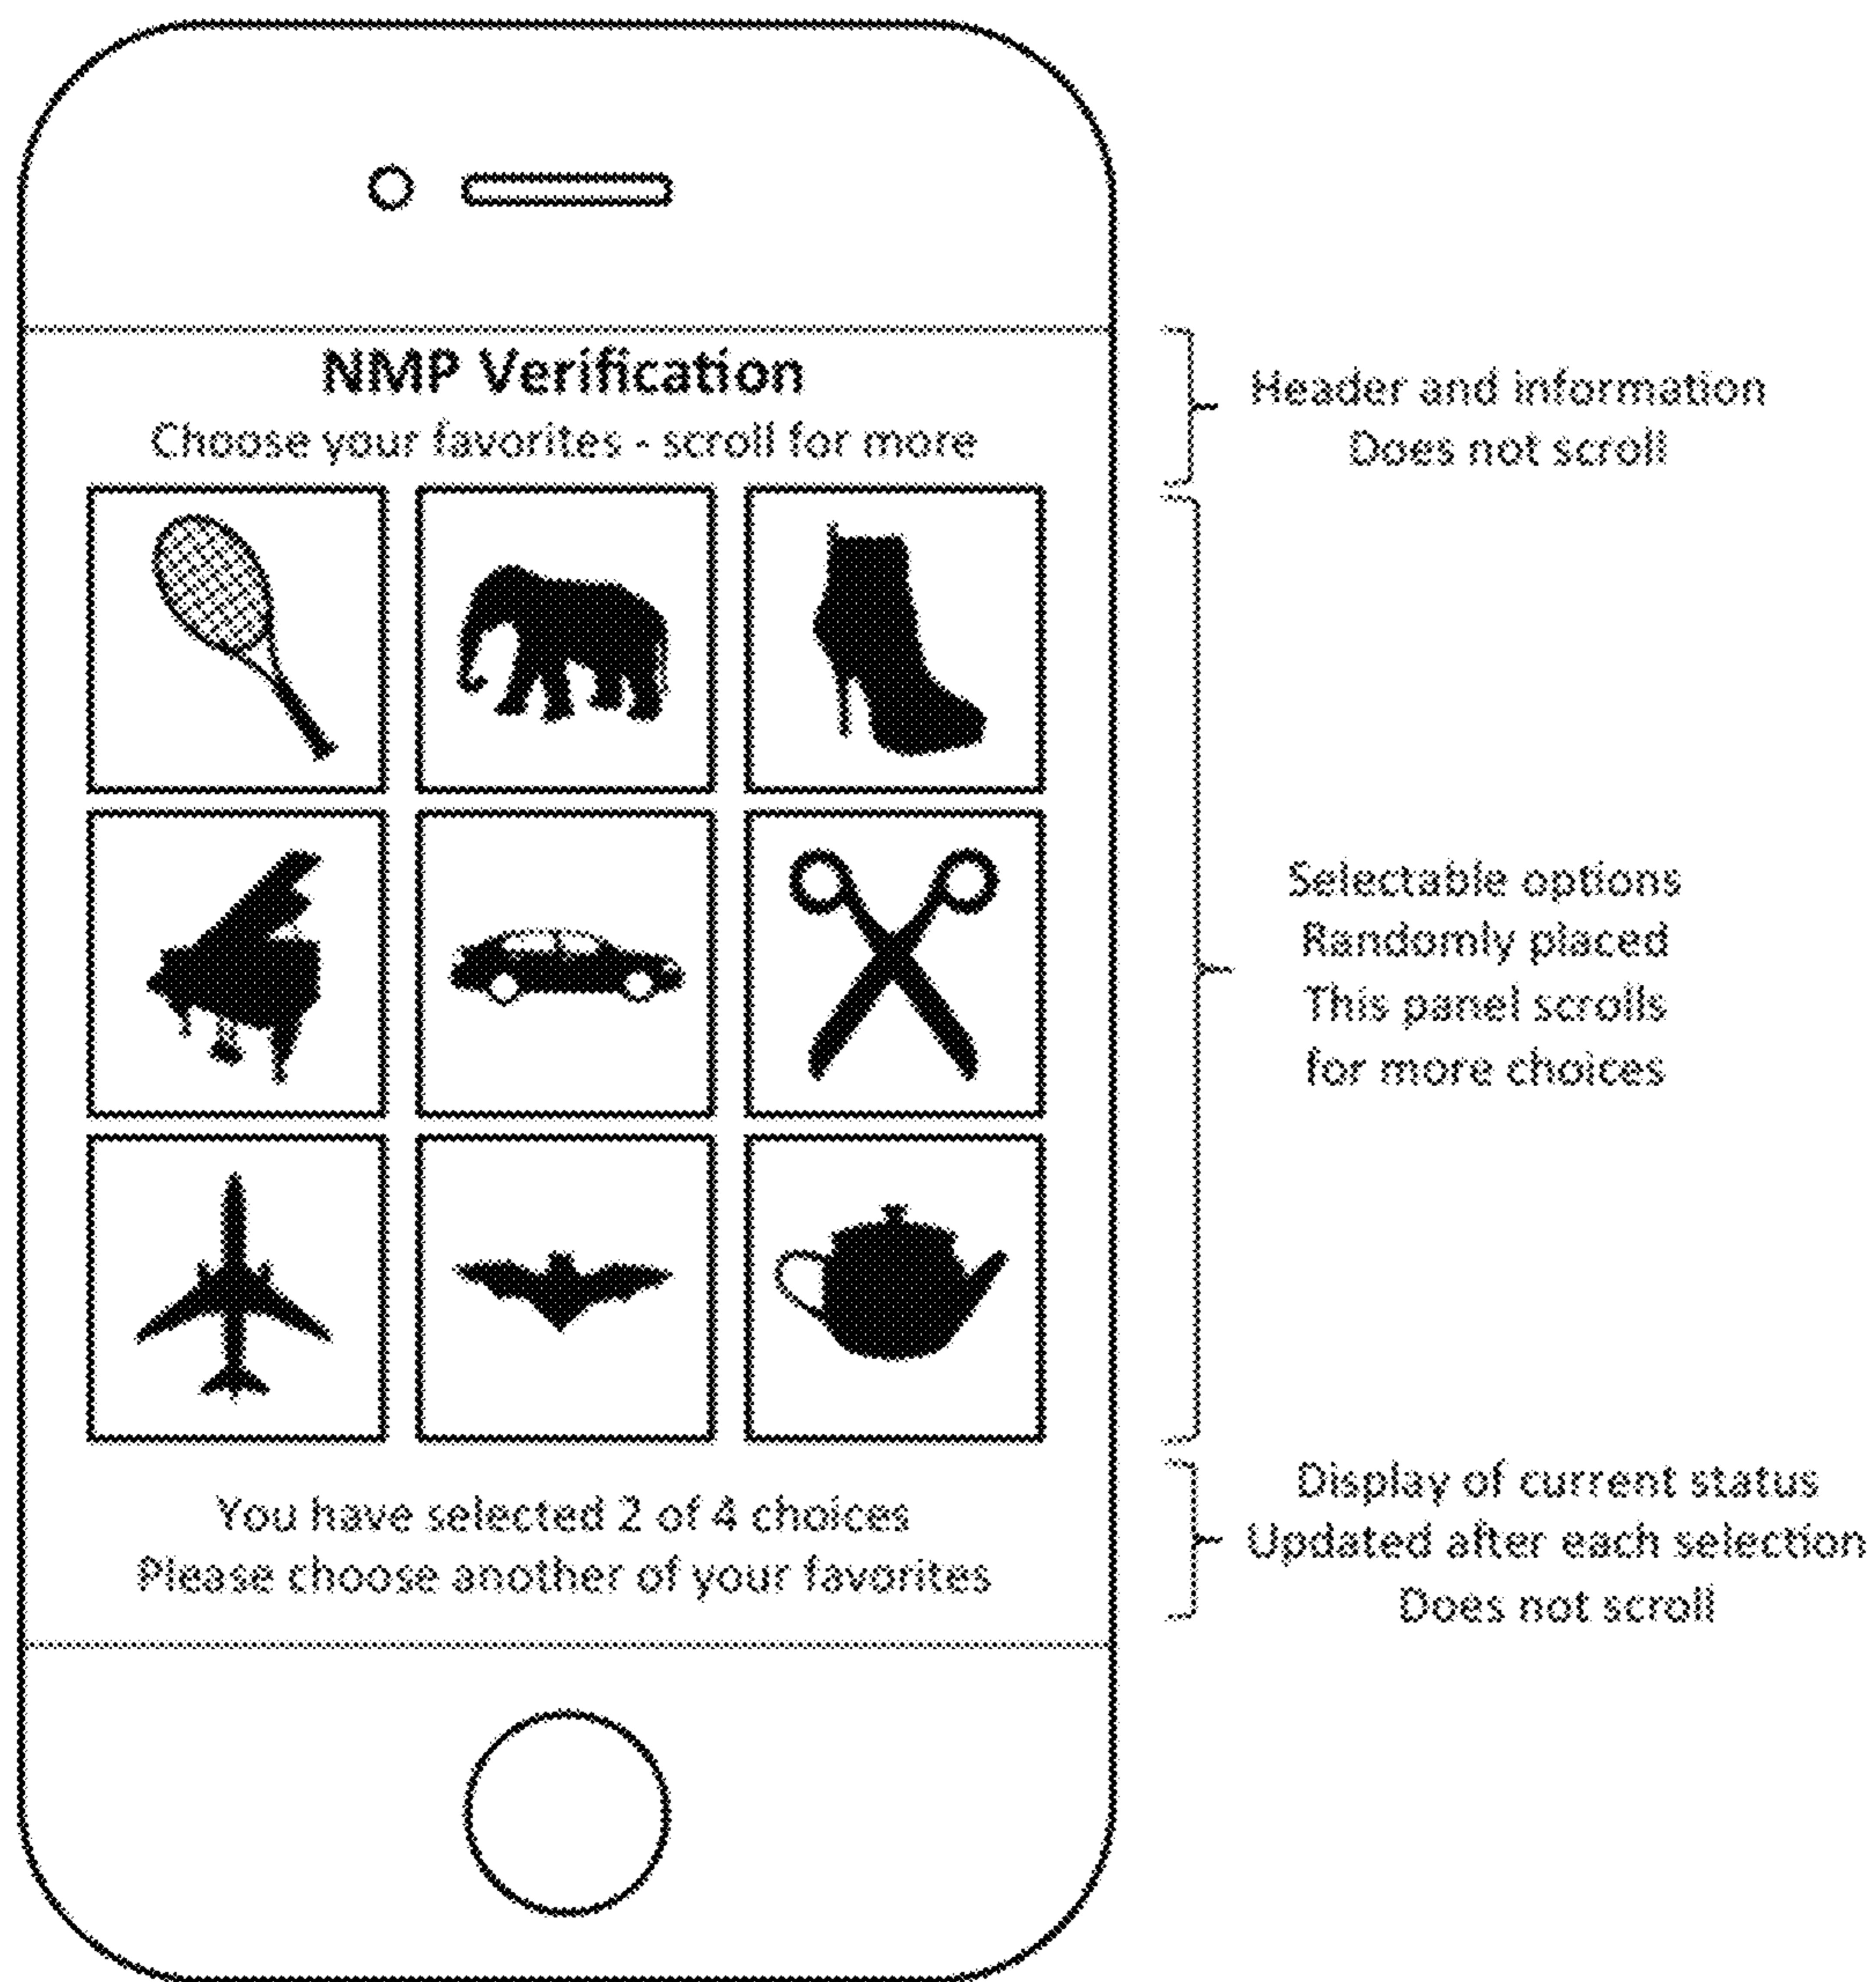 NMP Verification
Choose your favorites - scroll for more
Header and information
Does not scroll
Selectable options
Randomly placed
This panel scrolls
for more choices
You have selected 2 of 4 choices
Please choose another of your favorites
Display of current status
Updated after each selection
Does not scroll